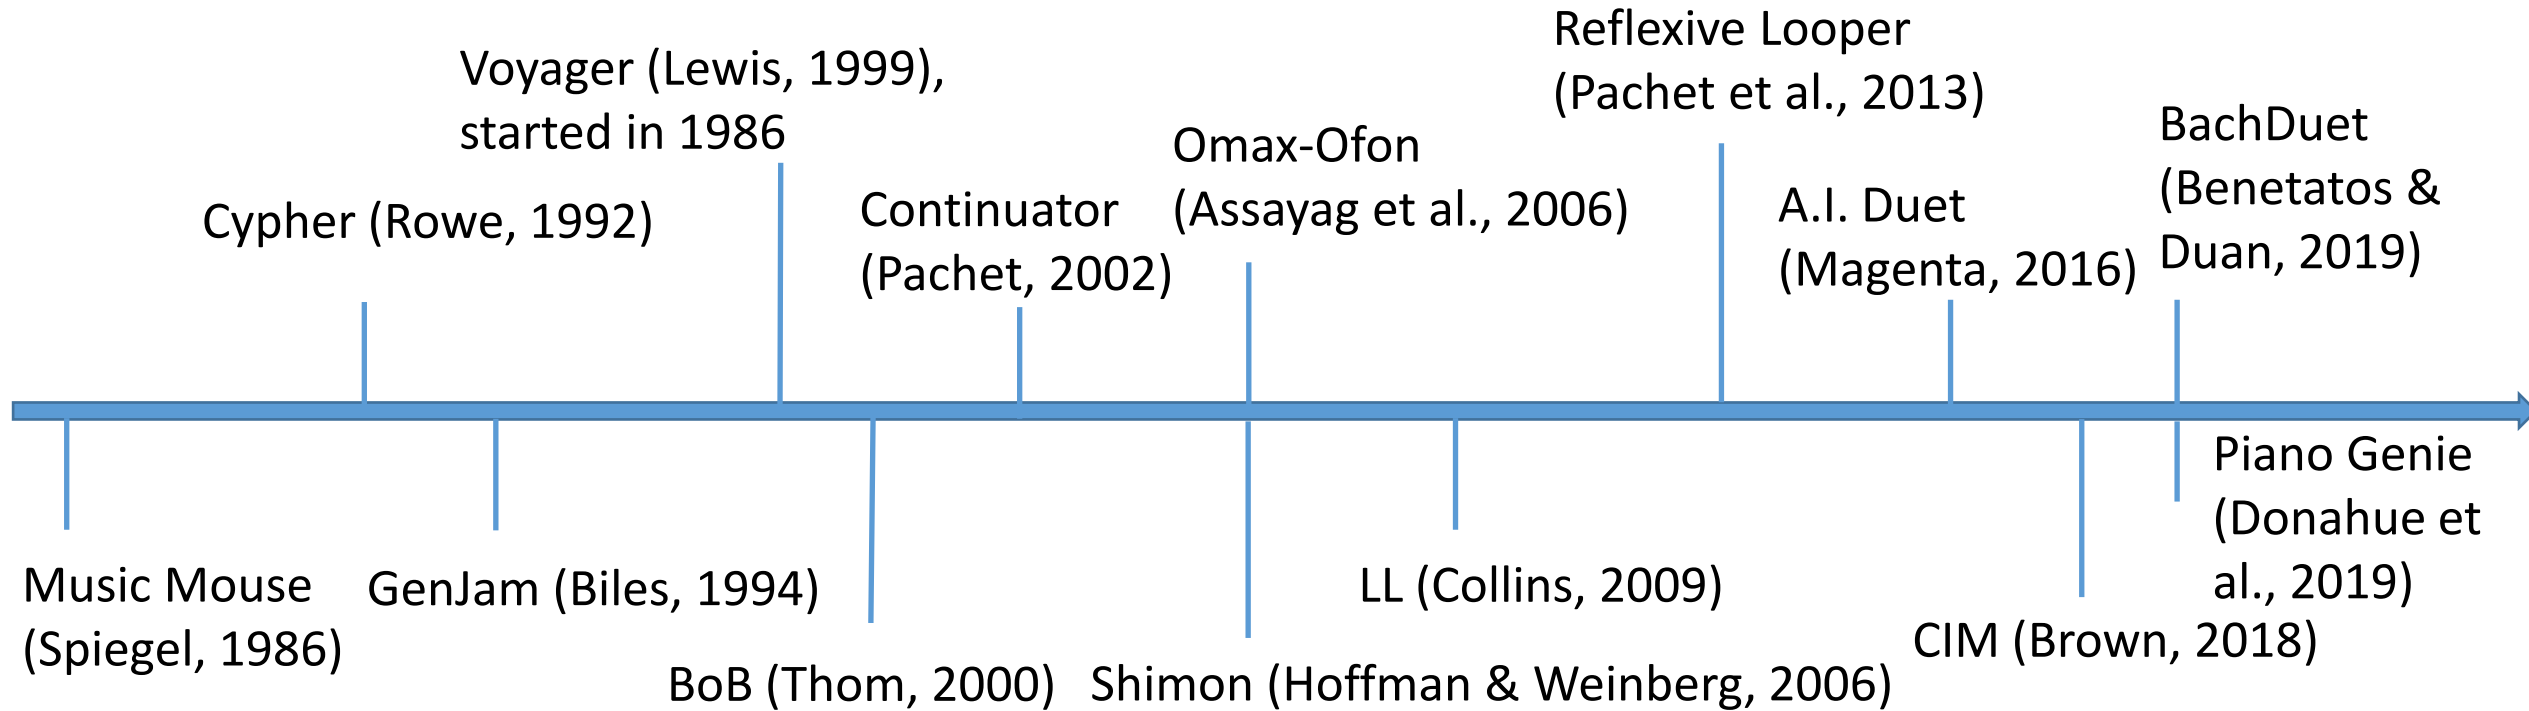 Voyager (Lewis, 1999),
started in 1986
Reflexive Looper
(Pachet et al., 2013)
Cypher (Rowe, 1992)
Continuator
(Pachet, 2002)
Omax-Ofon
(Assayag et al., 2006)
A.I. Duet
(Magenta, 2016)
BachDuet
(Benetatos &
Duan, 2019)
Music Mouse
(Spiegel, 1986)
GenJam (Biles, 1994)
BoB (Thom, 2000)
Shimon (Hoffman & Weinberg, 2006)
LL (Collins, 2009)
CIM (Brown, 2018)
Piano Genie
(Donahue et
al., 2019)